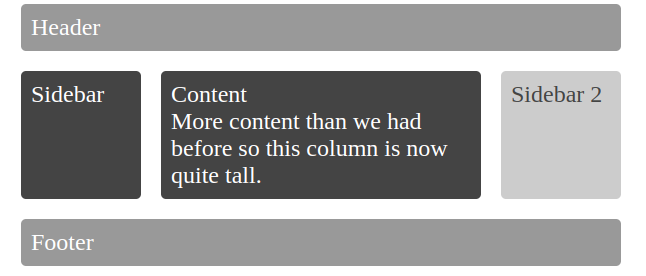 Header
Sidebar
Content
More content than we had
before so this column is now
quite tall.
Sidebar 2
Footer